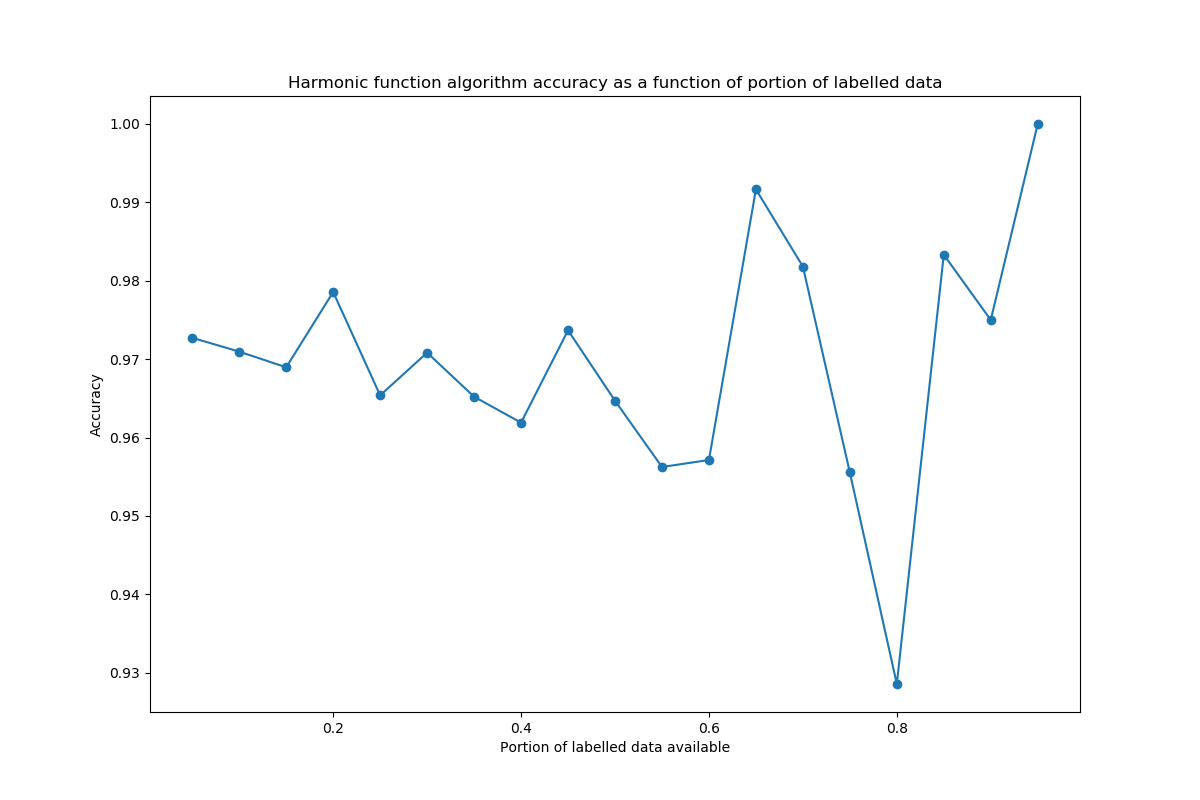 Harmonic function algorithm accuracy as a function of portion of labelled data
1.00
0.99
0.98
0.97
0.96
0.95
0.94
0.93
Accuracy
0.2 0.4 0.6 0.8
Portion of labelled data available